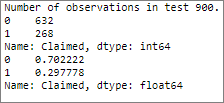 Number of observations in test 900.
0    632
1    268
Name: Claimed, dtype: int64
0    0.702222
1    0.297778
Name: Claimed, dtype: float64